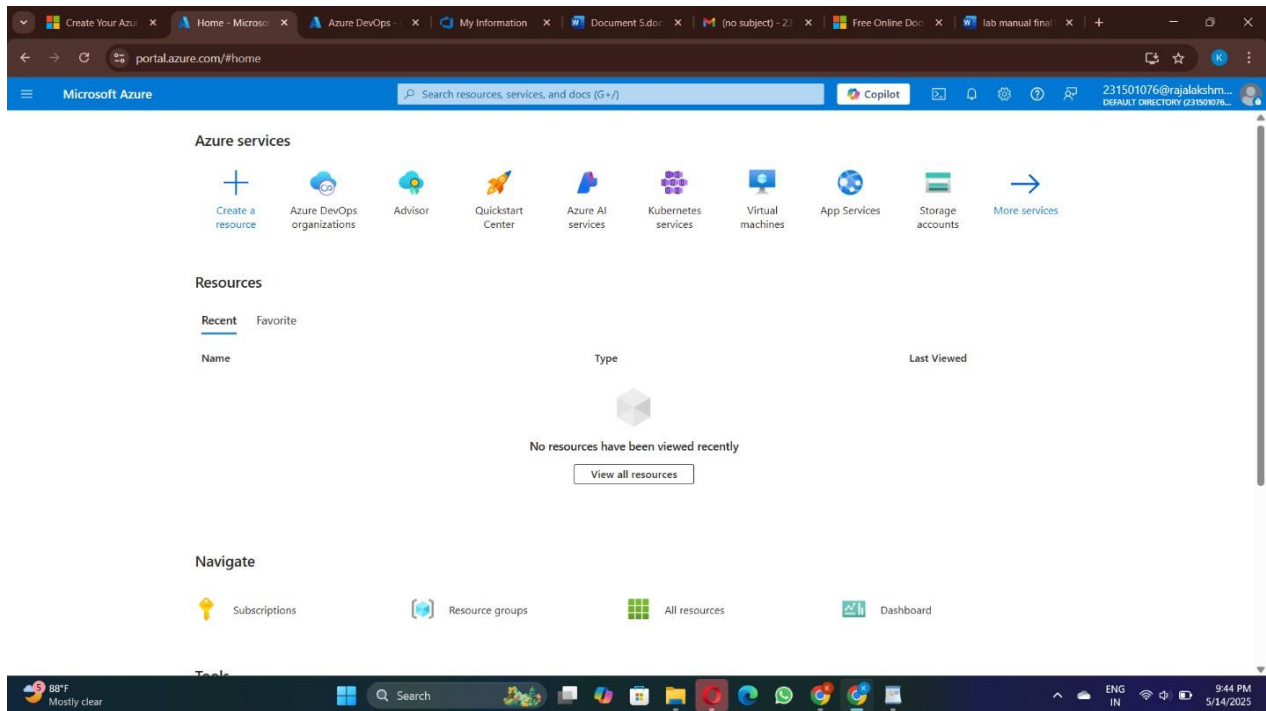 Create Your Azur
Home - Microsof
Azure DevOps -
My Information
Document 5.doc
(no subject) - 23
Free Online Doc
lab manual final
portal.azure.com/#home
K
Microsoft Azure
Search resources, services, and docs (G+/)
Copilot
231501076@rajalakshm...
DEFAULT DIRECTORY (231501076...
Azure services
Create a resource
Azure DevOps organizations
Advisor
Quickstart Center
Azure AI services
Kubernetes services
Virtual machines
App Services
Storage accounts
More services
Resources
Recent Favorite
Name Type Last Viewed
No resources have been viewed recently
View all resources
Navigate
Subscriptions
Resource groups
All resources
Dashboard
Tools
5
88°F
Mostly clear
Search
ENG
IN
9:44 PM
5/14/2025